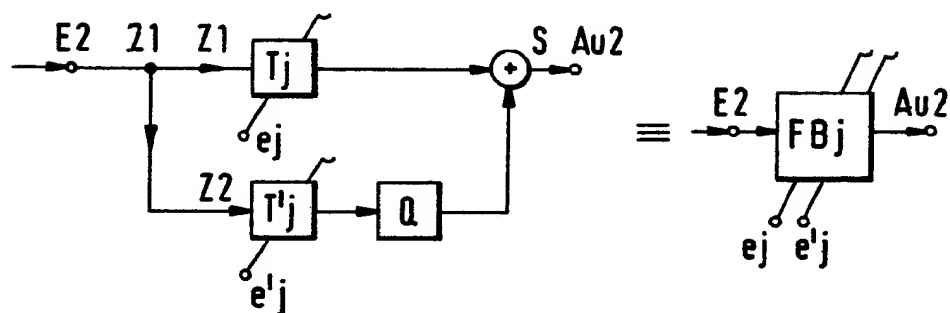 E2 Z1 Z1 Tj S Au2
ej
Z2 T'j Q
e'j
≡
E2 FBj Au2
ej e'j